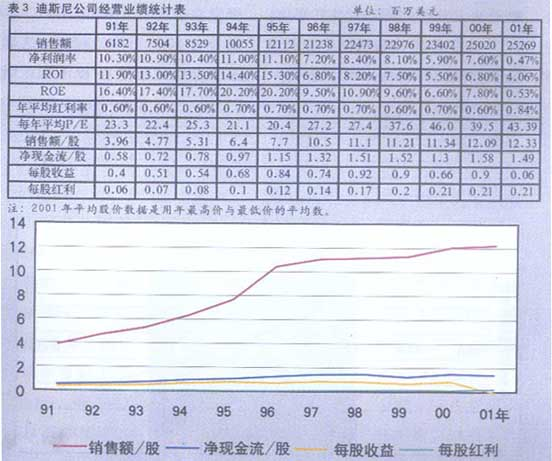 表3 迪斯尼公司经营业绩统计表 单位：百万美元
91年 92年 93年 94年 95年 96年 97年 98年 99年 00年 01年
销售额 6182 7504 8529 10055 12112 21238 22473 22976 23402 25020 25269
净利润率 10.30% 10.90% 10.40% 11.00% 11.10% 7.20% 8.40% 8.10% 5.90% 7.60% 0.47%
ROI 11.90% 13.00% 13.50% 14.40% 15.30% 6.80% 8.20% 7.50% 5.50% 6.80% 4.06%
ROE 16.40% 17.40% 17.70% 20.20% 20.20% 9.50% 10.90% 9.60% 6.60% 7.80% 0.53%
年平均红利率 0.60% 0.60% 0.60% 0.70% 0.70% 0.70% 0.70% 0.60% 0.70% 0.60% 0.84%
每年平均P/E 23.3 22.4 25.3 21.1 20.4 27.2 27.4 37.6 46.0 39.5 43.39
销售额/股 3.96 4.77 5.31 6.4 7.7 10.5 11.1 11.21 11.34 12.09 12.33
净现金流/股 0.58 0.72 0.78 0.97 1.15 1.32 1.51 1.52 1.3 1.58 1.49
每股收益 0.4 0.51 0.54 0.68 0.84 0.74 0.92 0.9 0.66 0.9 0.06
每股红利 0.06 0.07 0.08 0.1 0.12 0.14 0.17 0.2 0.21 0.21 0.21
注：2001年平均股价数据是用年最高价与最低价的平均数。
14
12
10
8
6
4
2
0
91 92 93 94 95 96 97 98 99 00 01年
销售额/股 净现金流/股 每股收益 每股红利